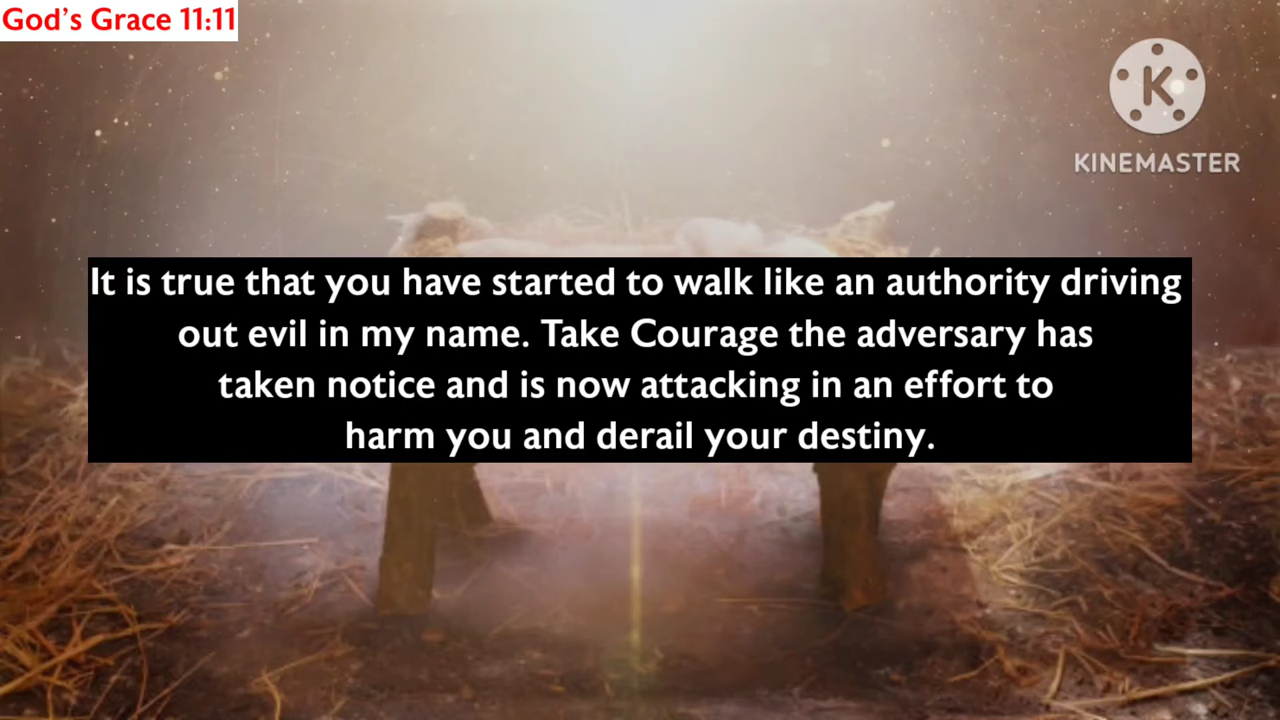 God's Grace 11:11
KINEMASTER
It is true that you have started to walk like an authority driving
out evil in my name. Take Courage the adversary has
taken notice and is now attacking in an effort to
harm you and derail your destiny.